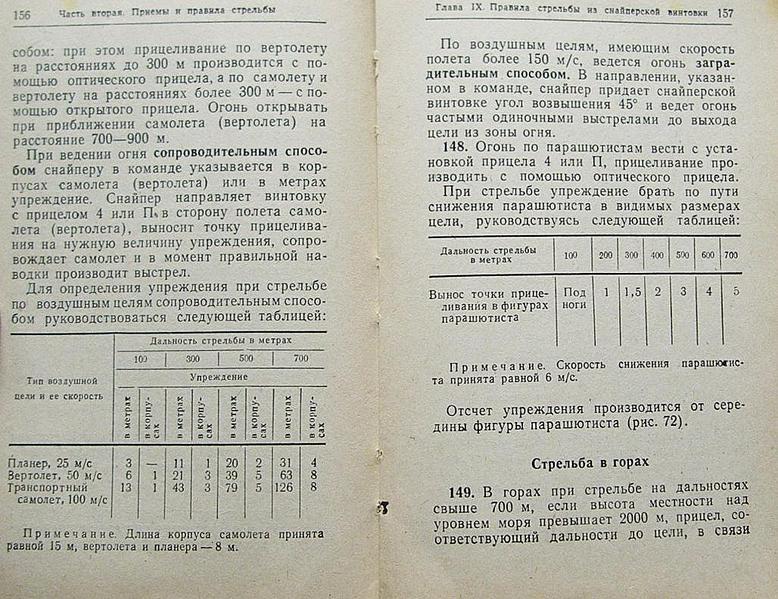 156 Часть вторая. Приемы и правила стрельбы
собом: при этом прицеливание по вертолету
на расстояниях до 300 м производится с по-
мощью оптического прицела, а по самолету и
вертолету на расстояниях более 300 м — с по-
мощью открытого прицела. Огонь открывать
при приближении самолета (вертолета) на
расстояние 700—900 м.
При ведении огня сопроводительным спосо-
бом снайперу в команде указывается в кор-
пусах самолета (вертолета) или в метрах
упреждение. Снайпер направляет винтовку
с прицелом 4 или П в сторону полета само-
лета (вертолета), выносит точку прицелива-
ния на нужную величину упреждения, сопро-
вождает самолет и в момент правильной на-
водки производит выстрел.
Для определения упреждения при стрельбе
по воздушным целям сопроводительным спосо-
бом руководствоваться следующей таблицей:
Тип воздушной
цели и ее скорость
Дальность стрельбы в метрах
100 300 500 700
Упреждение
в метрах в корпу-сах в метрах в корпу-сах в метрах в корпу-сах в метрах в корпу-сах
Планер, 25 м/с 3 — 11 1 20 2 31 4
Вертолет, 50 м/с 6 1 21 3 39 5 63 8
Транспортный 13 1 43 3 79 5 126 8
самолет, 100 м/с
Примечание. Длина корпуса самолета принята
равной 15 м, вертолета и планера — 8 м.
Глава IX. Правила стрельбы из снайперской винтовки 157
По воздушным целям, имеющим скорость
полета более 150 м/с, ведется огонь загра-
дительным способом. В направлении, указан-
ном в команде, снайпер придает снайперской
винтовке угол возвышения 45° и ведет огонь
частыми одиночными выстрелами до выхода
цели из зоны огня.
148. Огонь по парашютистам вести с уста-
новкой прицела 4 или П, прицеливание про-
изводить с помощью оптического прицела.
При стрельбе упреждение брать по пути
снижения парашютиста в видимых размерах
цели, руководствуясь следующей таблицей:
Дальность стрельбы
в метрах
100 200 300 400 500 600 700
Вынос точки прице- Под 1 1,5 2 3 4 5
ливания в фигурах ноги
парашютиста
Примечание. Скорость снижения парашютис-
та принята равной 6 м/с.
Отсчет упреждения производится от сере-
дины фигуры парашютиста (рис. 72).
Стрельба в горах
149. В горах при стрельбе на дальностях
свыше 700 м, если высота местности над
уровнем моря превышает 2000 м, прицел, со-
ответствующий дальности до цели, в связи